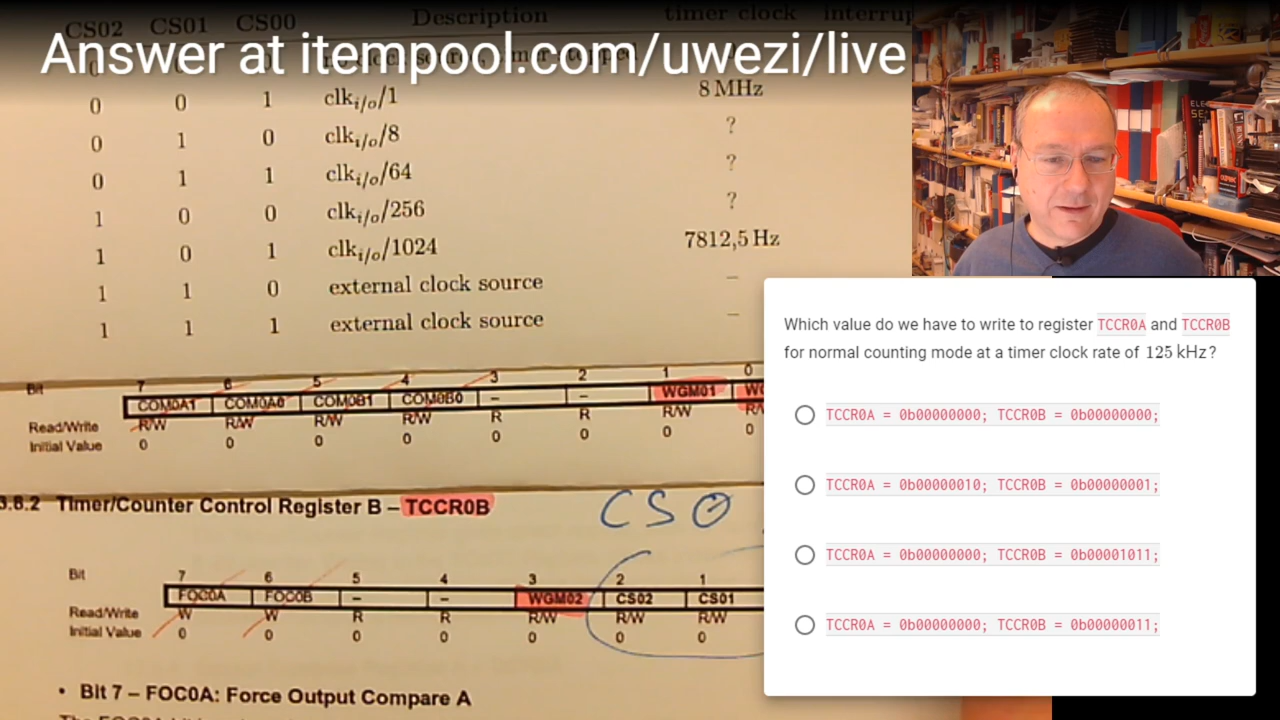 CS02 CS01 CS00 Description timer clock
Answer at itempool.com/uwezi/live
0 0 1 clki/o/1 8 MHz
0 1 0 clki/o/8 ?
0 1 1 clki/o/64 ?
1 0 0 clki/o/256 ?
1 0 1 clki/o/1024 7812,5 Hz
1 1 0 external clock source –
1 1 1 external clock source –
Bit 7 6 5 4 3 2 1 0
COM0A1 COM0A0 COM0B1 COM0B0 – – WGM01
Read/Write R/W R/W R/W R/W R R R/W
Initial Value 0 0 0 0 0 0 0 0
Timer/Counter Control Register B – TCCR0B
CS0
Bit 7 6 5 4 3 2 1
FOC0A FOC0B – – WGM02 CS02 CS01
Read/Write W W R R R/W R/W R/W
Initial Value 0 0 0 0 0 0 0
• Bit 7 – FOC0A: Force Output Compare A
Which value do we have to write to register TCCR0A and TCCR0B
for normal counting mode at a timer clock rate of 125 kHz?
TCCR0A = 0b00000000; TCCR0B = 0b00000000;
TCCR0A = 0b00000010; TCCR0B = 0b00000001;
TCCR0A = 0b00000000; TCCR0B = 0b00001011;
TCCR0A = 0b00000000; TCCR0B = 0b00000011;